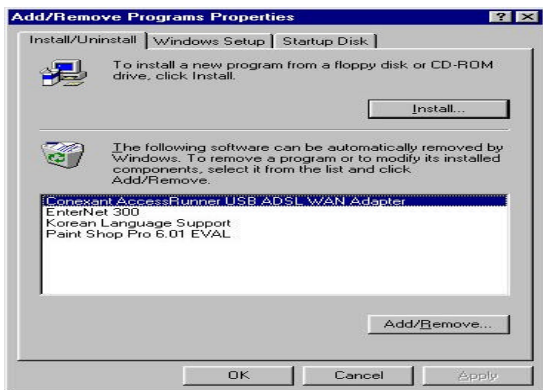 Add/Remove Programs Properties
Install/Uninstall
Windows Setup
Startup Disk
To install a new program from a floppy disk or CD-ROM
drive, click Install.
Install...
The following software can be automatically removed by
Windows. To remove a program or to modify its installed
components, select it from the list and click
Add/Remove.
Conexant AccessRunner USB ADSL WAN Adapter
EnterNet 300
Korean Language Support
Paint Shop Pro 6.01 EVAL
Add/Remove...
OK
Cancel
Apply